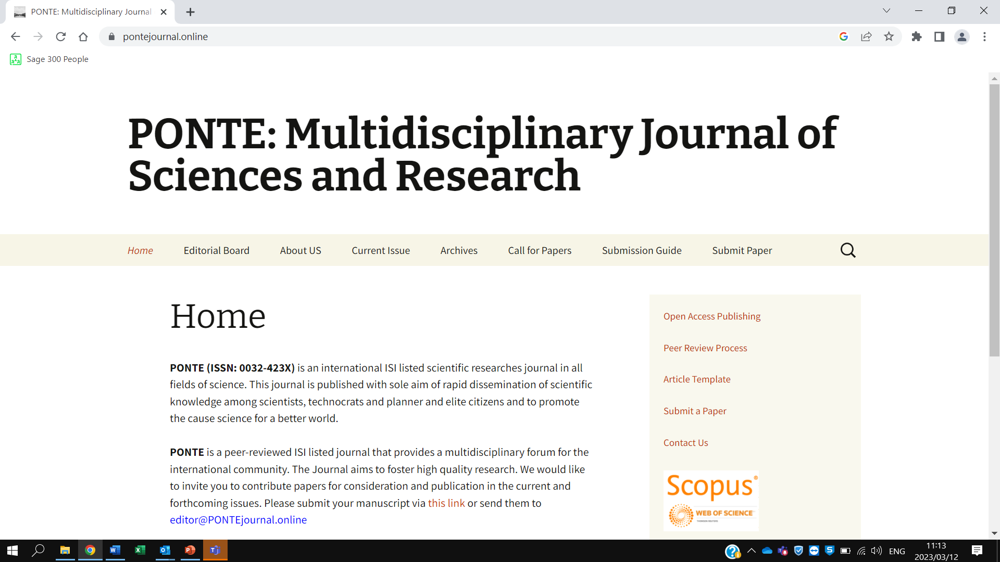 PONTE: Multidisciplinary Journal
pontejournal.online
Sage 300 People
PONTE: Multidisciplinary Journal of
Sciences and Research
Home Editorial Board About US Current Issue Archives Call for Papers Submission Guide Submit Paper
Home
PONTE (ISSN: 0032-423X) is an international ISI listed scientific researches journal in all
fields of science. This journal is published with sole aim of rapid dissemination of scientific
knowledge among scientists, technocrats and planner and elite citizens and to promote
the cause science for a better world.
PONTE is a peer-reviewed ISI listed journal that provides a multidisciplinary forum for the
international community. The Journal aims to foster high quality research. We would like
to invite you to contribute papers for consideration and publication in the current and
forthcoming issues. Please submit your manuscript via this link or send them to
editor@PONTEjournal.online
Open Access Publishing
Peer Review Process
Article Template
Submit a Paper
Contact Us
Scopus®
WEB OF SCIENCE™
THOMSON REUTERS
ENG
11:13
2023/03/12